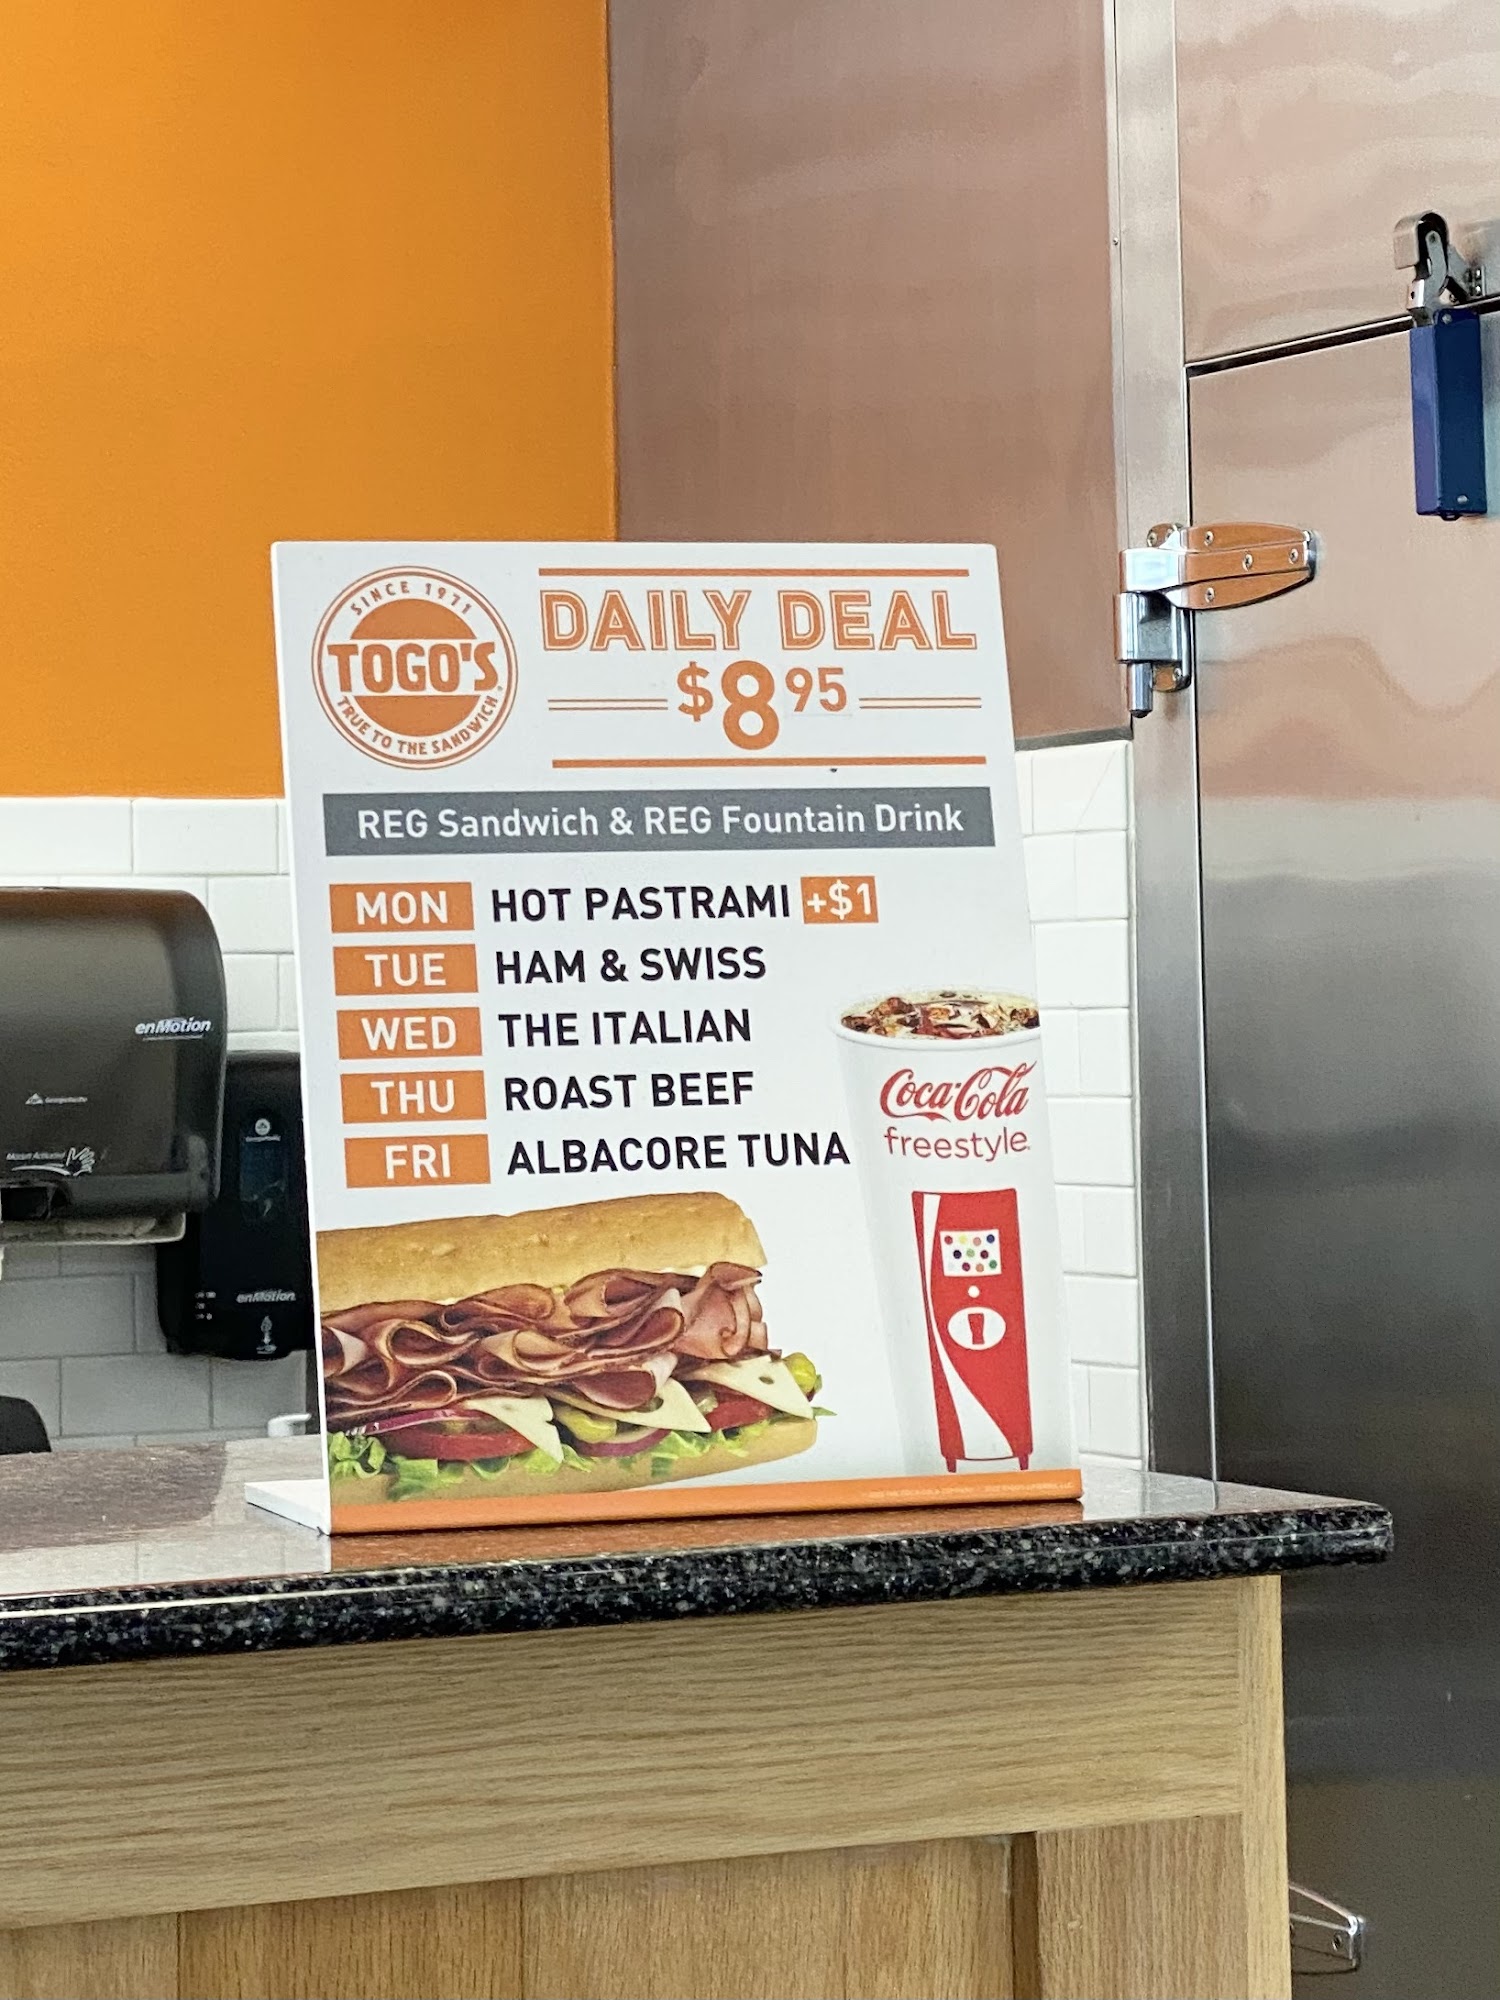 SINCE 1971
TOGO'S
TRUE TO THE SANDWICH
DAILY DEAL
$8 95
REG Sandwich & REG Fountain Drink
MON HOT PASTRAMI +$1
TUE HAM & SWISS
WED THE ITALIAN
THU ROAST BEEF
FRI ALBACORE TUNA
Coca-Cola
freestyle
enMotion
enMotion